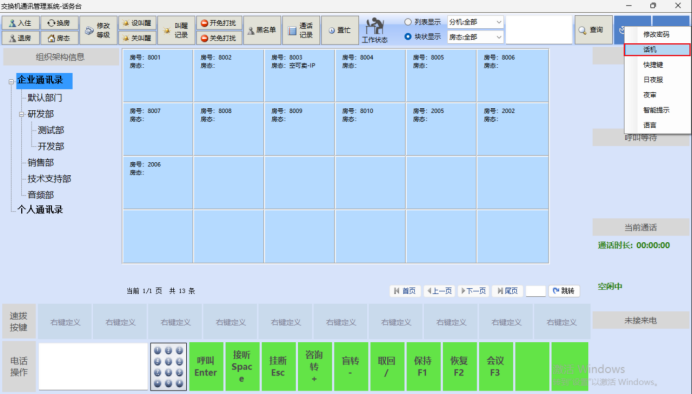 交换机通讯管理系统-话务台
入住 换房 修改等级 设叫醒 叫醒记录 开免打扰 黑名单 通话记录 置忙 工作状态 列表显示 分机:全部 查询
退房 房态 关叫醒 关免打扰 块状显示 房态:全部
修改密码
话机
快捷键
日夜服
夜审
智能提示
语言
组织架构信息
企业通讯录
默认部门
研发部
测试部
开发部
销售部
技术支持部
音频部
个人通讯录
房号: 8001 房号: 8002 房号: 8003 房号: 8004 房号: 8005 房号: 8006
房态: 房态: 房态: 空可卖-IP 房态: 房态: 房态:
房号: 8007 房号: 8008 房号: 8009 房号: 8010 房号: 2005 房号: 2002
房态: 房态: 房态: 房态: 房态: 房态:
房号: 2006
房态:
呼叫等待
当前通话
通话时长: 00:00:00
空闲中
未接来电
当前 1/1 页 共 13 条 首页 上一页 下一页 尾页 跳转
速拨按键 右键定义 右键定义 右键定义 右键定义 右键定义 右键定义 右键定义 右键定义 右键定义 右键定义
电话操作
呼叫 Enter
接听 Space
挂断 Esc
咨询转 +
盲转 -
取回 /
保持 F1
恢复 F2
会议 F3
Windows
以激活 Windows。